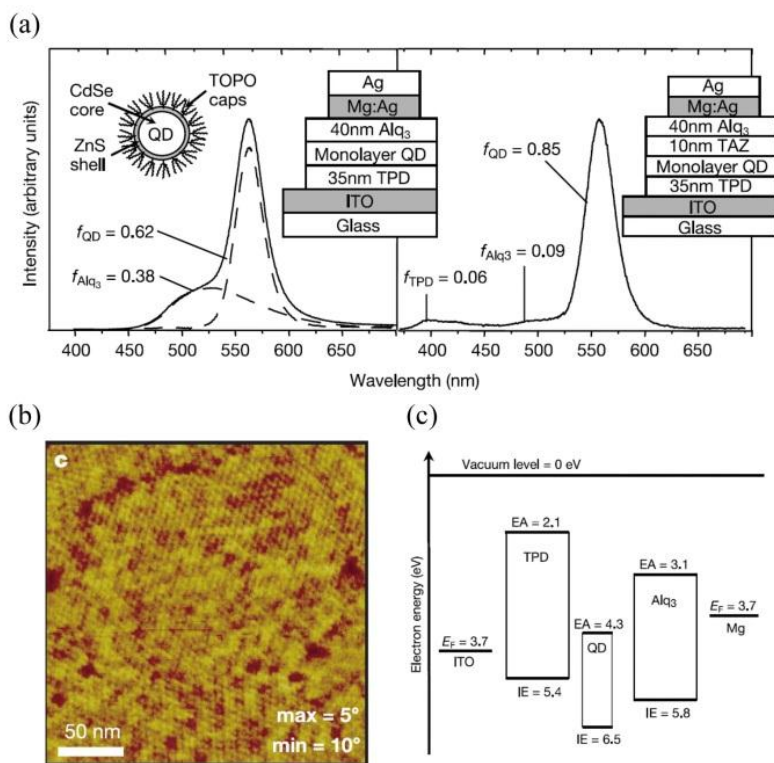 (a)
CdSe
core
ZnS
shell
TOPO
caps
QD
Ag
Mg:Ag
40nm Alq3
Monolayer QD
35nm TPD
ITO
Glass
fQD = 0.62
fAlq3 = 0.38
Ag
Mg:Ag
40nm Alq3
10nm TAZ
Monolayer QD
35nm TPD
ITO
Glass
fQD = 0.85
fAlq3 = 0.09
fTPD = 0.06
Intensity (arbitrary units)
400 450 500 550 600 650 400 450 500 550 600 650
Wavelength (nm)
(b)
c
max = 5°
min = 10°
50 nm
(c)
Vacuum level = 0 eV
Electron energy (eV)
EA = 2.1
TPD
EA = 3.1
Alq3
EF = 3.7
Mg
EA = 4.3
QD
EF = 3.7
ITO
IE = 5.4
IE = 5.8
IE = 6.5